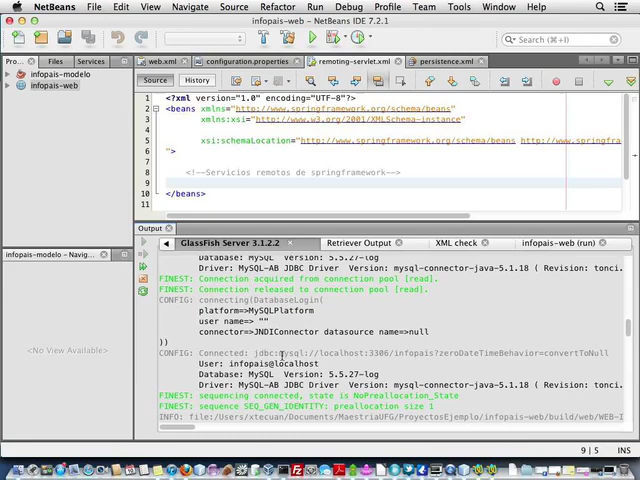 NetBeans File Edit View Navigate Source Refactor Run Debug Profile Team Tools Window Help
infopais-web - NetBeans IDE 7.2.1
Search (⌘+I)
Pro... Files Services
web.xml configuration.properties remoting-servlet.xml persistence.xml
infopais-modelo
infopais-web
Source History
1 <?xml version="1.0" encoding="UTF-8"?>
2 <beans xmlns="http://www.springframework.org/schema/beans"
3 xmlns:xsi="http://www.w3.org/2001/XMLSchema-instance"
4
5 xsi:schemaLocation="http://www.springframework.org/schema/beans http://www.springframework.org/schema/beans
6 ">
7
8 <!--Servicios remotos de springframework-->
9
10 </beans>
11
Output
GlassFish Server 3.1.2.2 Retriever Output XML check infopais-web (run)
infopais-modelo - Navig...
<No View Available>
Database: MySQL Version: 5.5.27-log
Driver: MySQL-AB JDBC Driver Version: mysql-connector-java-5.1.18 ( Revision: tonci.
FINEST: Connection acquired from connection pool [read].
FINEST: Connection released to connection pool [read].
CONFIG: connecting(DatabaseLogin(
platform=>MySQLPlatform
user name=> ""
connector=>JNDIConnector datasource name=>null
))
CONFIG: Connected: jdbc:mysql://localhost:3306/infopais?zeroDateTimeBehavior=convertToNull
User: infopais@localhost
Database: MySQL Version: 5.5.27-log
Driver: MySQL-AB JDBC Driver Version: mysql-connector-java-5.1.18 ( Revision: tonci.
FINEST: sequencing connected, state is NoPreallocation_State
FINEST: sequence SEQ_GEN_IDENTITY: preallocation size 1
INFO: file:/Users/xtecuan/Documents/MaestriaUFG/ProyectosEjemplo/infopais-web/build/web/WEB-I
9 | 5 INS